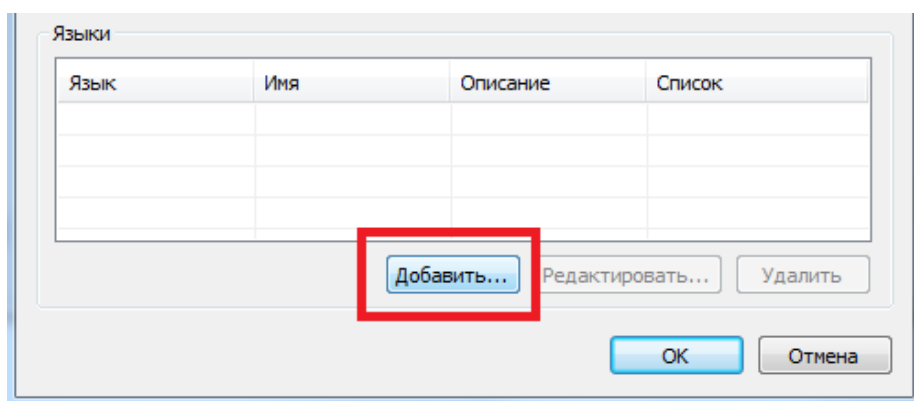 Языки
Язык Имя Описание Список
Добавить... Редактировать... Удалить
OK Отмена